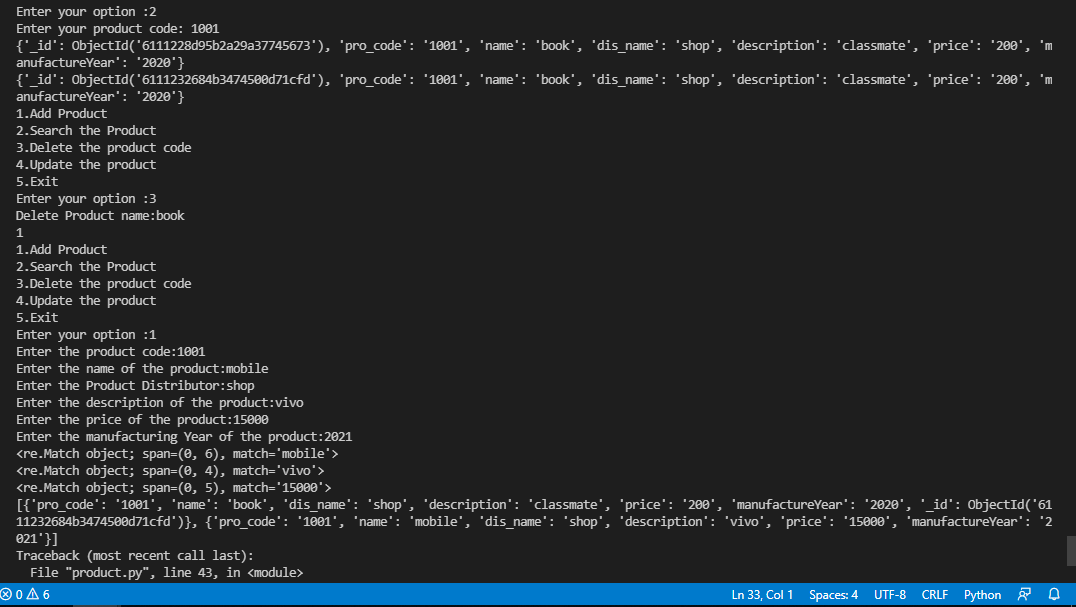 Enter your option :2
Enter your product code: 1001
{'_id': ObjectId('6111228d95b2a29a37745673'), 'pro_code': '1001', 'name': 'book', 'dis_name': 'shop', 'description': 'classmate', 'price': '200', 'm
anufactureYear': '2020'}
{'_id': ObjectId('6111232684b3474500d71cfd'), 'pro_code': '1001', 'name': 'book', 'dis_name': 'shop', 'description': 'classmate', 'price': '200', 'm
anufactureYear': '2020'}
1.Add Product
2.Search the Product
3.Delete the product code
4.Update the product
5.Exit
Enter your option :3
Delete Product name:book
1
1.Add Product
2.Search the Product
3.Delete the product code
4.Update the product
5.Exit
Enter your option :1
Enter the product code:1001
Enter the name of the product:mobile
Enter the Product Distributor:shop
Enter the description of the product:vivo
Enter the price of the product:15000
Enter the manufacturing Year of the product:2021
<re.Match object; span=(0, 6), match='mobile'>
<re.Match object; span=(0, 4), match='vivo'>
<re.Match object; span=(0, 5), match='15000'>
[{'pro_code': '1001', 'name': 'book', 'dis_name': 'shop', 'description': 'classmate', 'price': '200', 'manufactureYear': '2020', '_id': ObjectId('61
11232684b3474500d71cfd')}, {'pro_code': '1001', 'name': 'mobile', 'dis_name': 'shop', 'description': 'vivo', 'price': '15000', 'manufactureYear': '2
021'}]
Traceback (most recent call last):
  File "product.py", line 43, in <module>
0 6 Ln 33, Col 1 Spaces: 4 UTF-8 CRLF Python